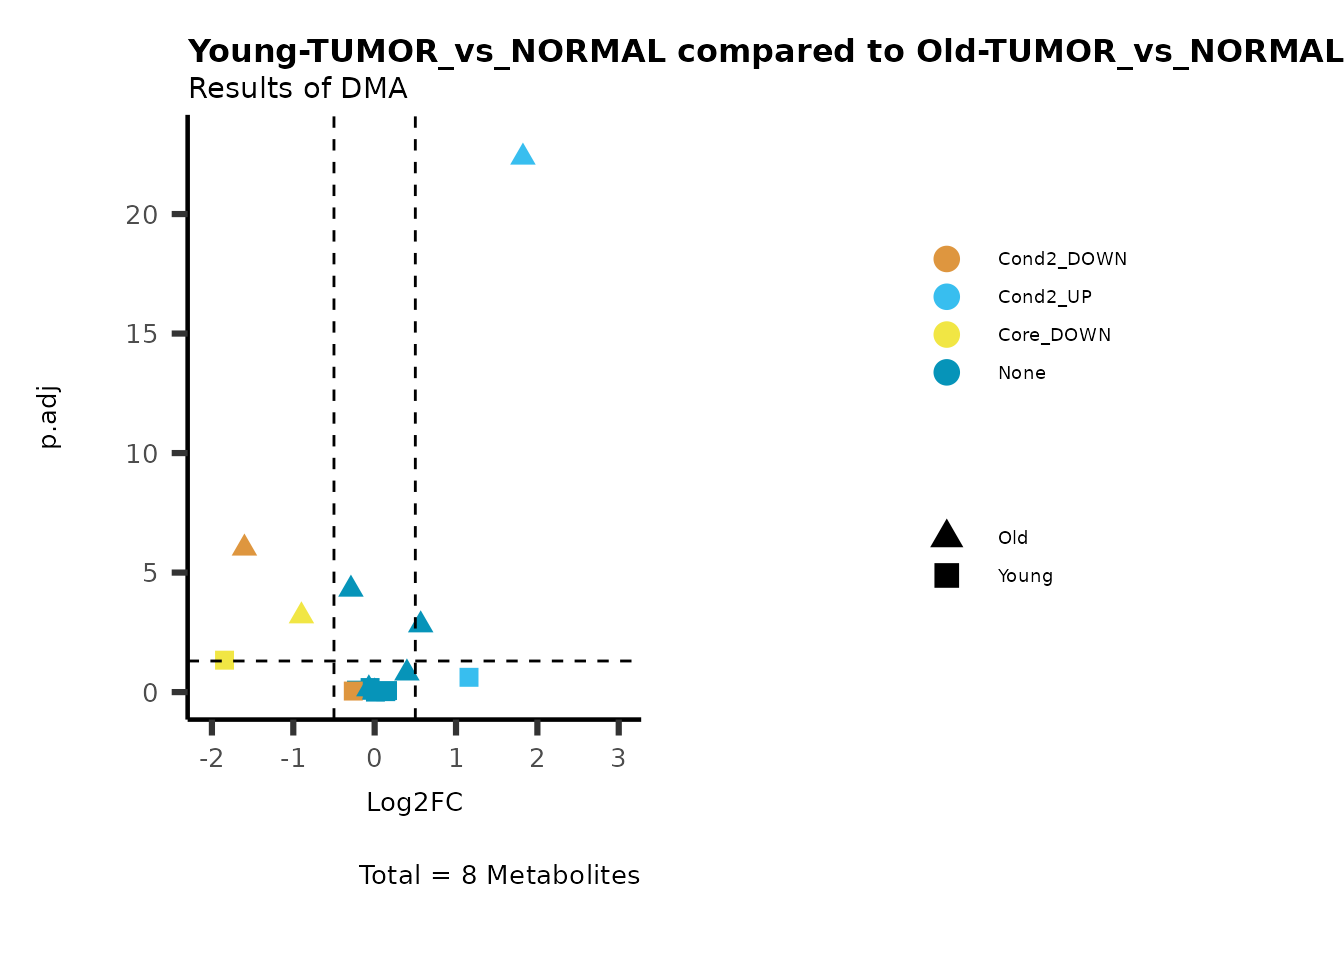 Young-TUMOR_vs_NORMAL compared to Old-TUMOR_vs_NORMAL
Results of DMA
p.adj
20
15
10
5
0
-2 -1 0 1 2 3
Log2FC
Total = 8 Metabolites
Cond2_DOWN
Cond2_UP
Core_DOWN
None
Old
Young